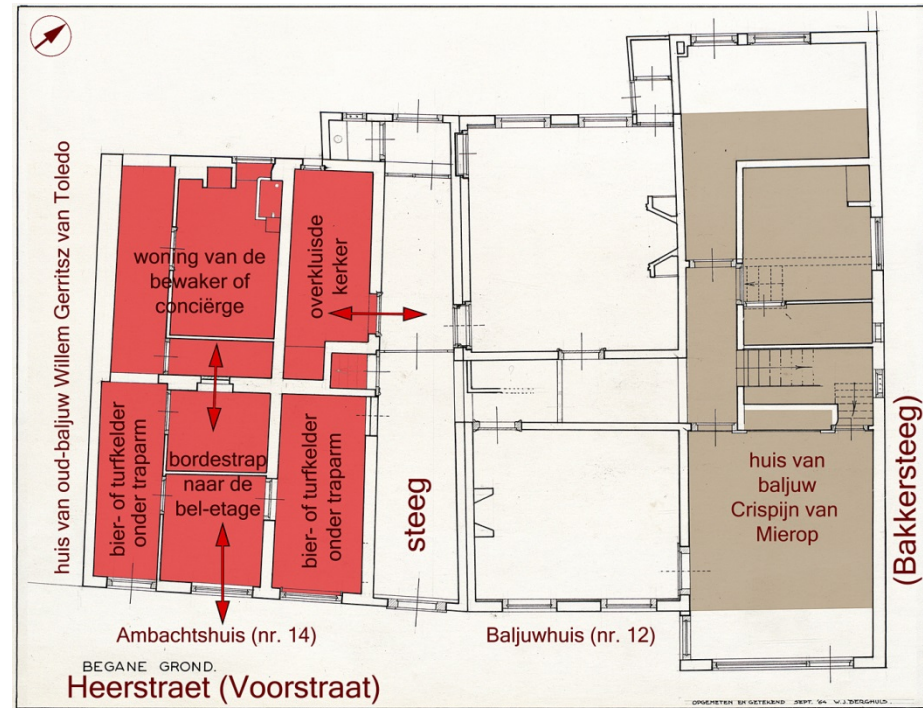 huis van oud-baljuw Willem Gerritsz van Toledo
woning van de
bewaker of
conciërge
overkluisde
kerker
bier- of turfkelder
onder traparm
bordestrap
naar de
bel-etage
bier- of turfkelder
onder traparm
steeg
huis van
baljuw
Crispijn van
Mierop
(Bakkersteeg)
Ambachtshuis (nr. 14)
Baljuwhuis (nr. 12)
BEGANE GROND.
Heerstraet (Voorstraat)
OPGEMETEN EN GETEKEND SEPT. '64 W.J. BERGHUIS.